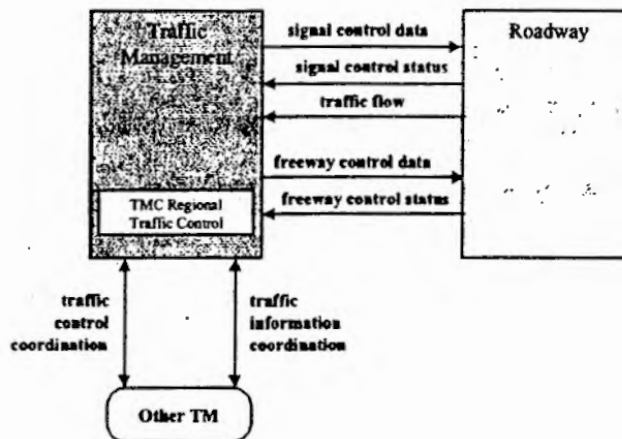 Traffic
Management
signal control data
Roadway
signal control status
traffic flow
freeway control data
TMC Regional
Traffic Control
freeway control status
traffic
control
coordination
traffic
information
coordination
Other TM